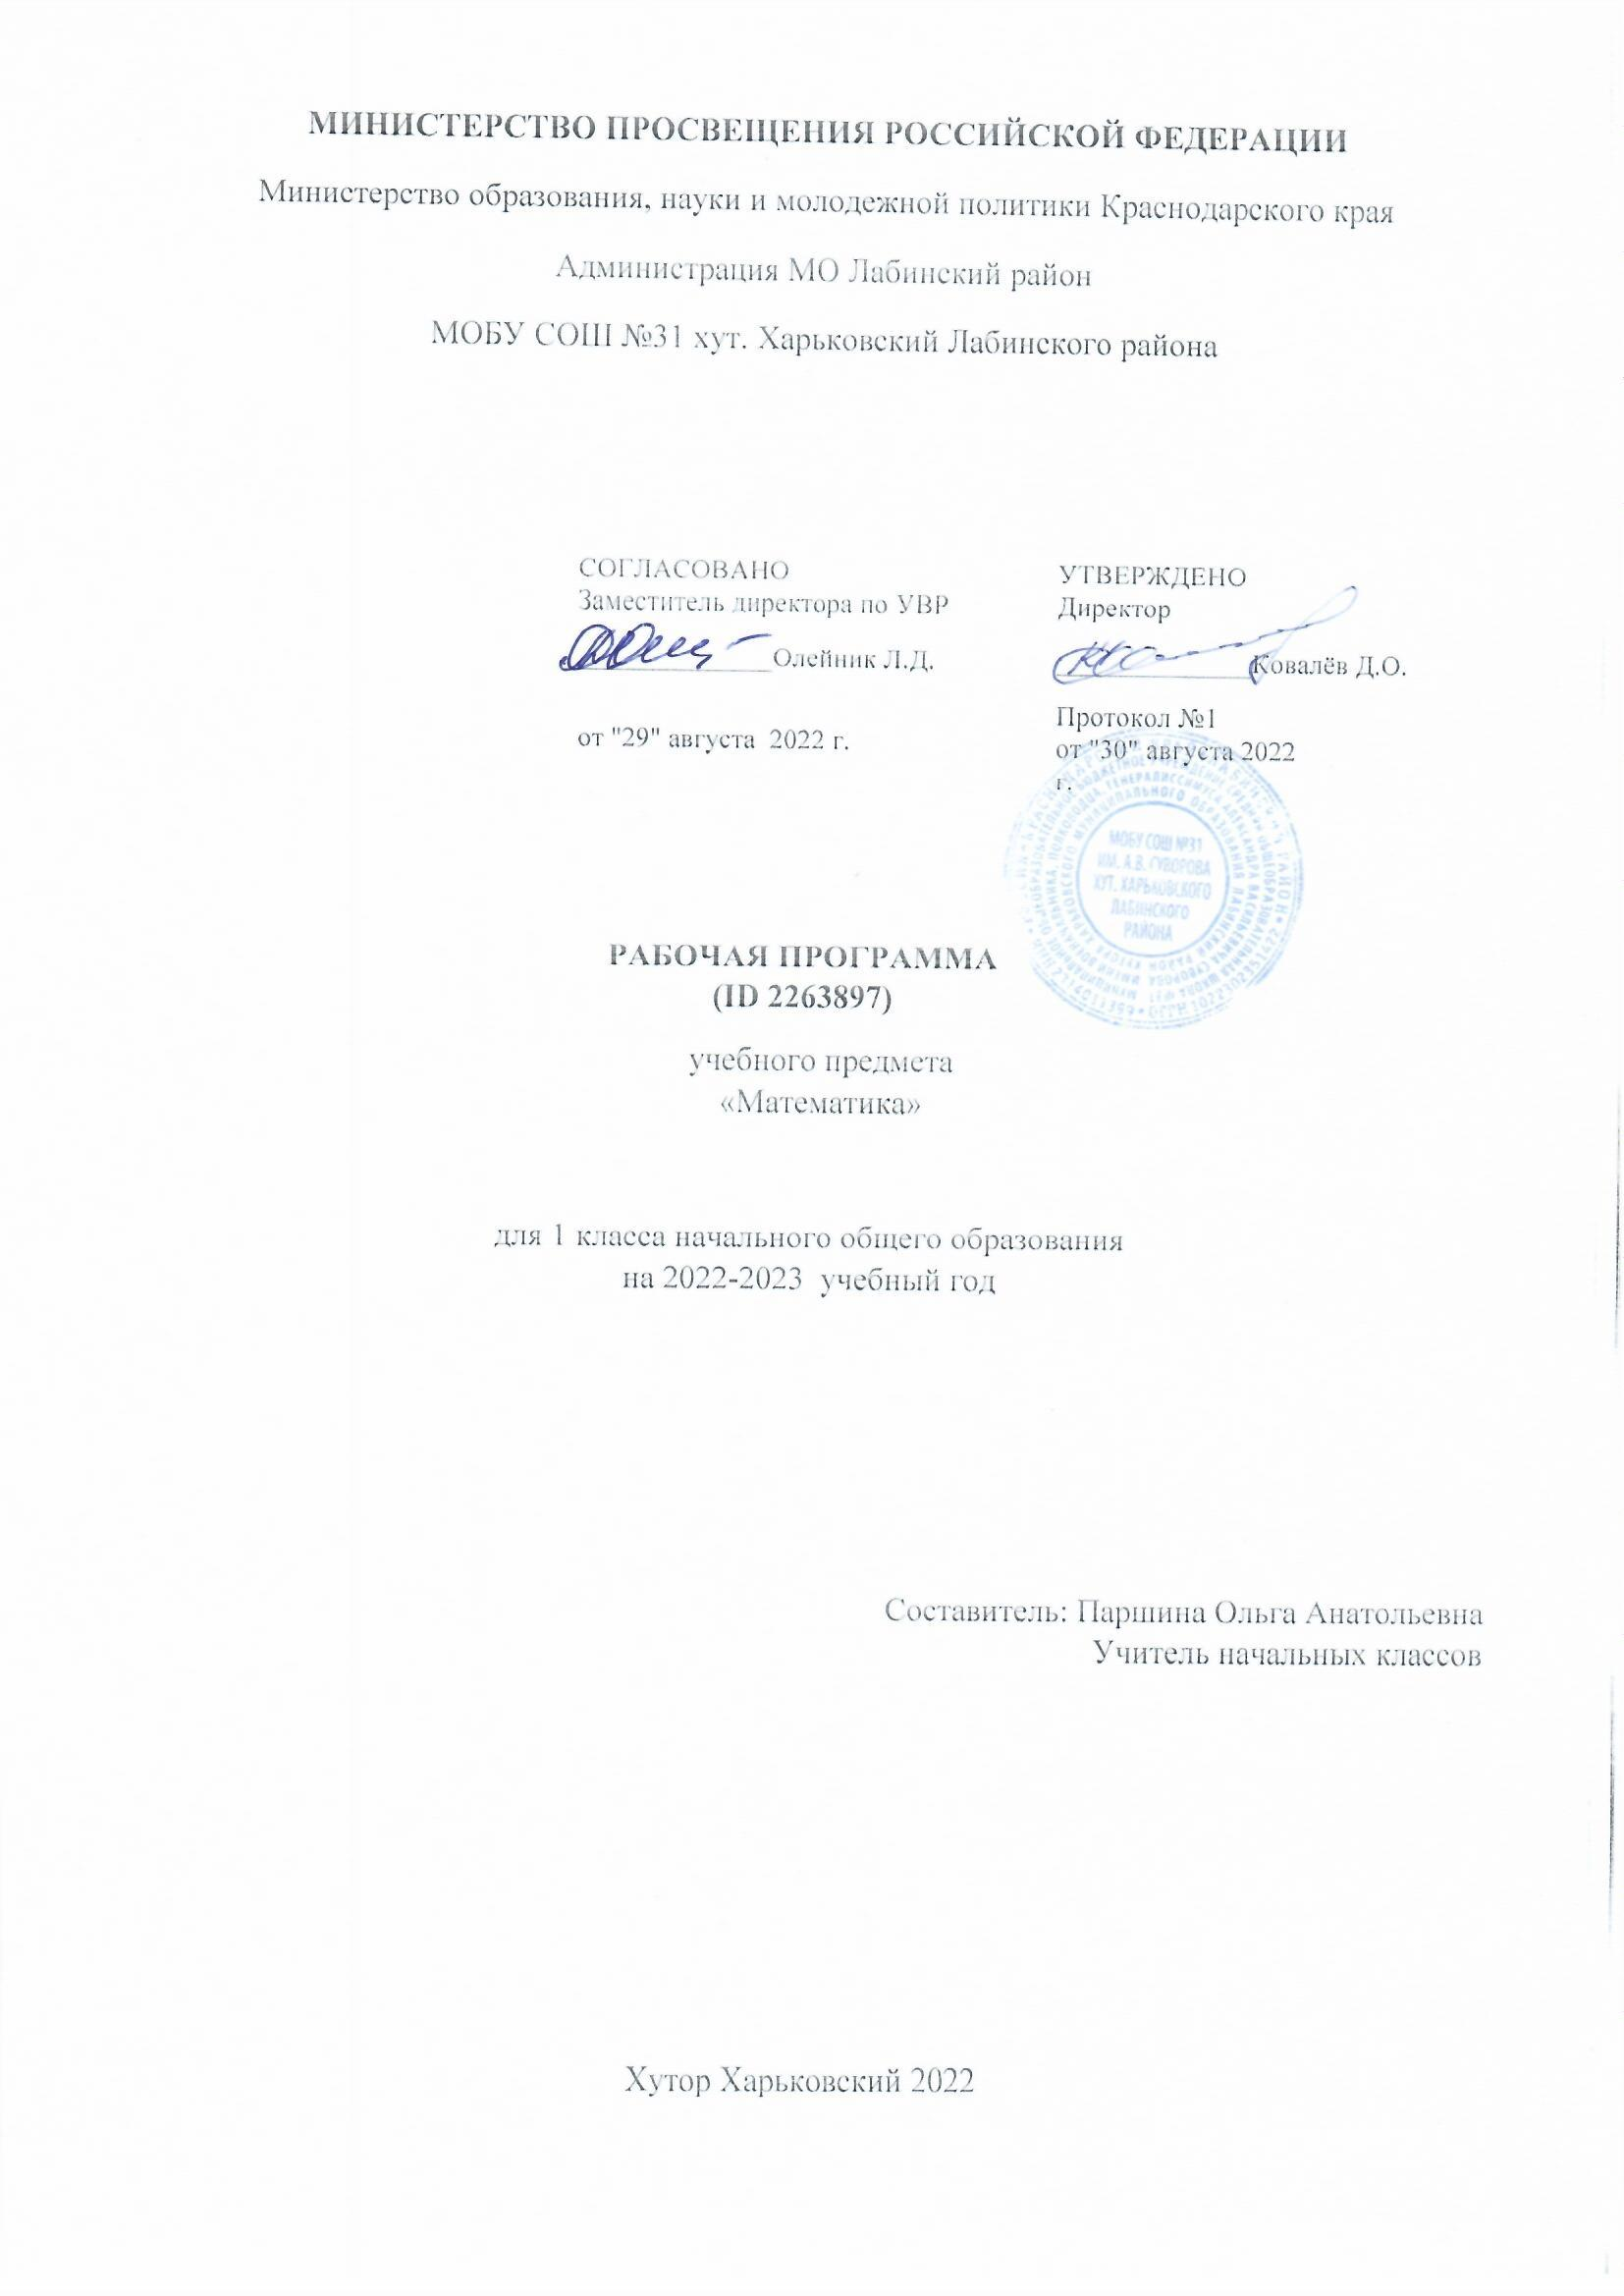 МИНИСТЕРСТВО ПРОСВЕЩЕНИЯ РОССИЙСКОЙ ФЕДЕРАЦИИ
Министерство образования, науки и молодежной политики Краснодарского края
Администрация МО Лабинский район
МОБУ СОШ №31 хут. Харьковский Лабинского района
СОГЛАСОВАНО
Заместитель директора по УВР
Олейник Л.Д.
от "29" августа 2022 г.
УТВЕРЖДЕНО
Директор
Ковалёв Д.О.
Протокол №1
от "30" августа 2022
г.
МОБУ СОШ №31
ИМ. А.В. СУВОРОВА
ХУТ. ХАРЬКОВСКОГО
ЛАБИНСКОГО
РАЙОНА
РАБОЧАЯ ПРОГРАММА
(ID 2263897)
учебного предмета
«Математика»
для 1 класса начального общего образования
на 2022-2023 учебный год
Составитель: Паршина Ольга Анатольевна
Учитель начальных классов
Хутор Харьковский 2022